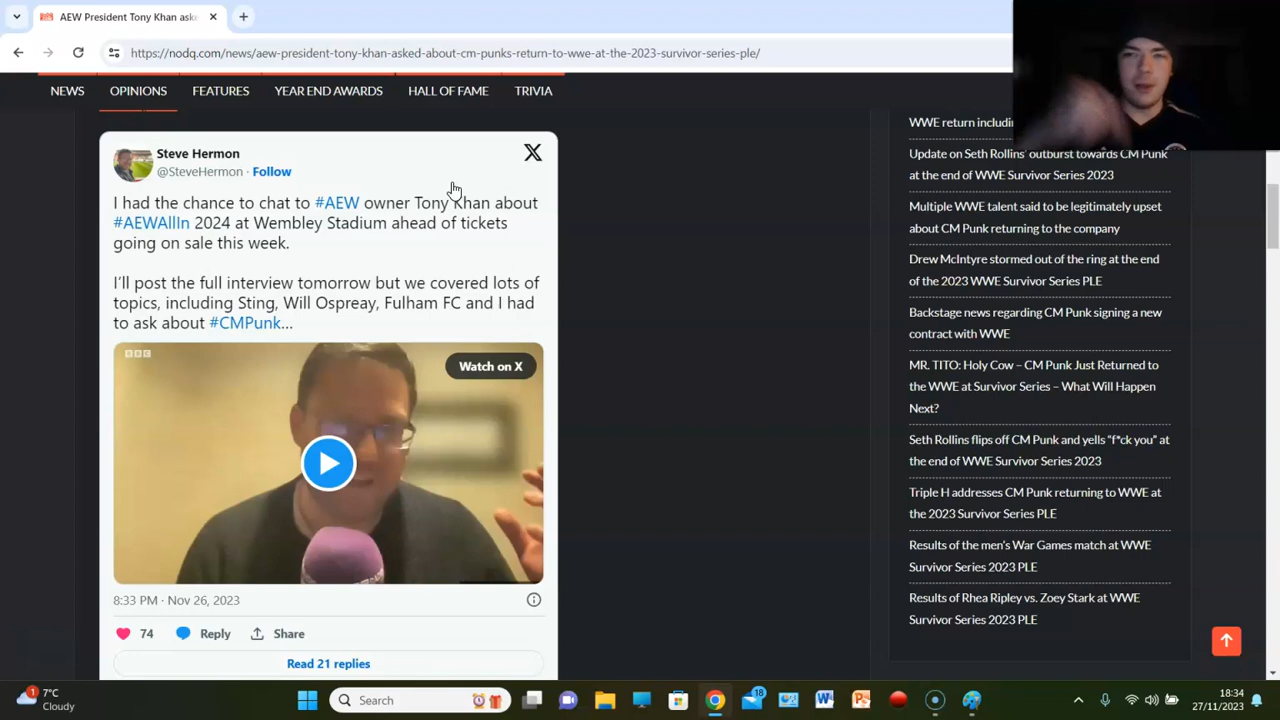 AEW President Tony Khan aske
https://nodq.com/news/aew-president-tony-khan-asked-about-cm-punks-return-to-wwe-at-the-2023-survivor-series-ple/
NEWS OPINIONS FEATURES YEAR END AWARDS HALL OF FAME TRIVIA
Steve Hermon
@SteveHermon · Follow
I had the chance to chat to #AEW owner Tony Khan about
#AEWAllIn 2024 at Wembley Stadium ahead of tickets
going on sale this week.
I'll post the full interview tomorrow but we covered lots of
topics, including Sting, Will Ospreay, Fulham FC and I had
to ask about #CMPunk...
BBC
Watch on X
8:33 PM · Nov 26, 2023
74 Reply Share
Read 21 replies
WWE return including
Update on Seth Rollins' outburst towards CM Punk
at the end of WWE Survivor Series 2023
Multiple WWE talent said to be legitimately upset
about CM Punk returning to the company
Drew McIntyre stormed out of the ring at the end
of the 2023 WWE Survivor Series PLE
Backstage news regarding CM Punk signing a new
contract with WWE
MR. TITO: Holy Cow – CM Punk Just Returned to
the WWE at Survivor Series – What Will Happen
Next?
Seth Rollins flips off CM Punk and yells "f*ck you" at
the end of WWE Survivor Series 2023
Triple H addresses CM Punk returning to WWE at
the 2023 Survivor Series PLE
Results of the men's War Games match at WWE
Survivor Series 2023 PLE
Results of Rhea Ripley vs. Zoey Stark at WWE
Survivor Series 2023 PLE
1
7°C
Cloudy
Search
18
18:34
27/11/2023